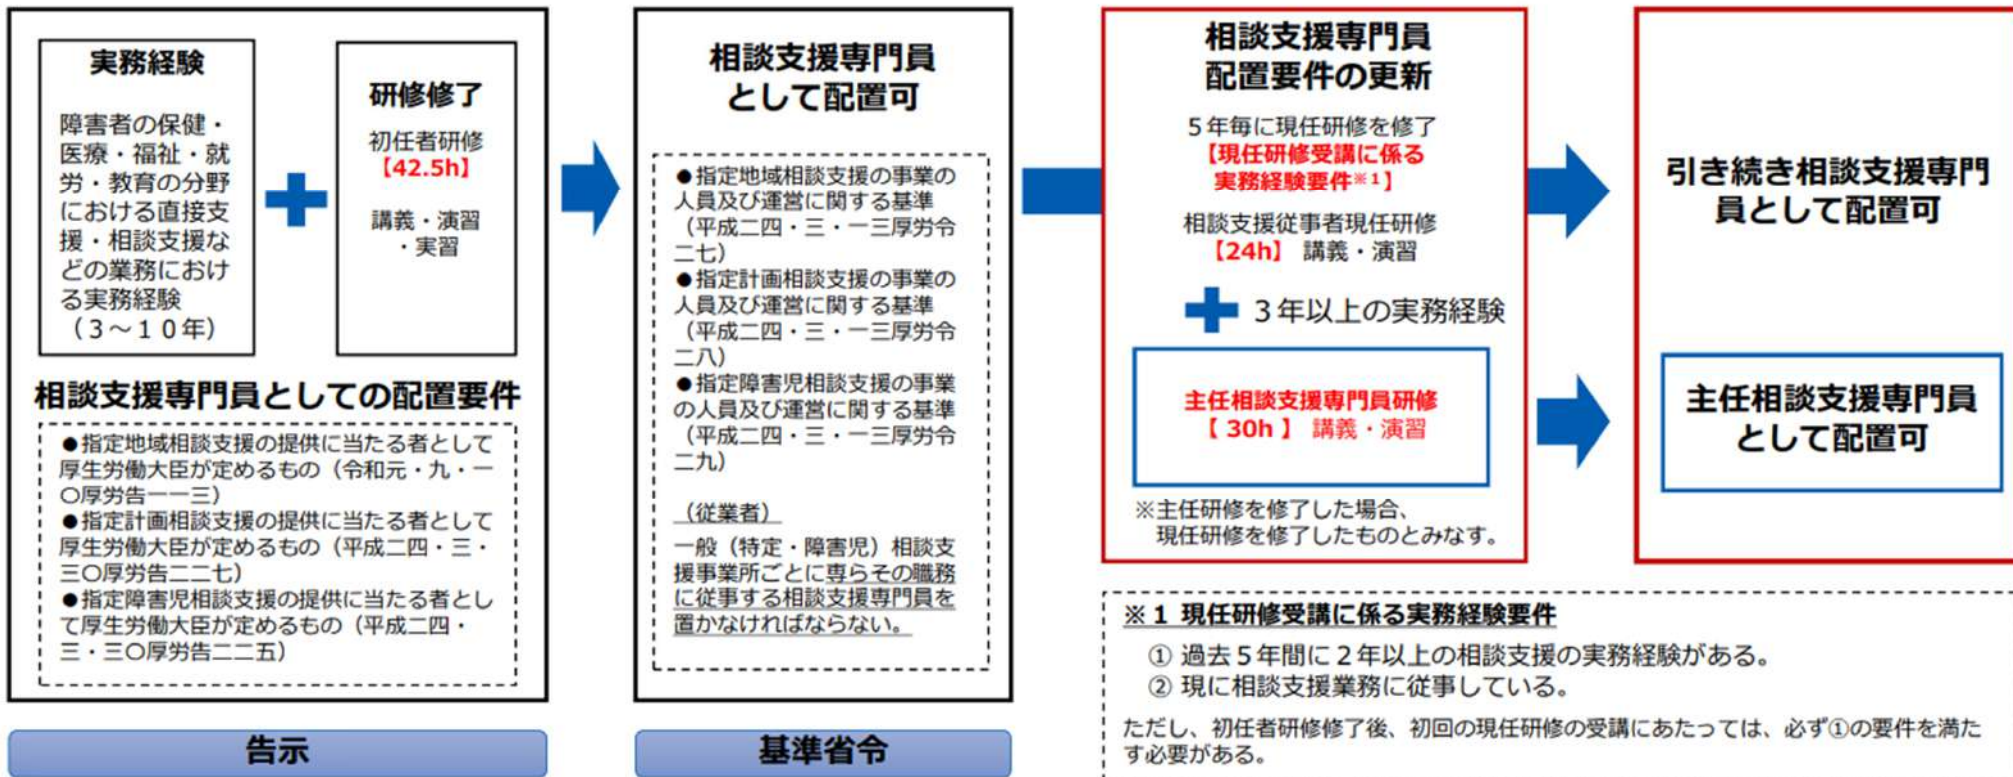 実務経験
障害者の保健・
医療・福祉・就
労・教育の分野
における直接支
援・相談支援な
どの業務におけ
る実務経験
（３～１０年）
研修修了
初任者研修
【42.5h】
講義・演習
・実習
相談支援専門員としての配置要件
●指定地域相談支援の提供に当たる者として
厚生労働大臣が定めるもの（令和元・九・一
〇厚労告一一三）
●指定計画相談支援の提供に当たる者として
厚生労働大臣が定めるもの（平成二四・三・
三〇厚労告二二七）
●指定障害児相談支援の提供に当たる者とし
て厚生労働大臣が定めるもの（平成二四・
三・三〇厚労告二二五）
告示
相談支援専門員
として配置可
●指定地域相談支援の事業の
人員及び運営に関する基準
（平成二四・三・一三厚労令
二七）
●指定計画相談支援の事業の
人員及び運営に関する基準
（平成二四・三・一三厚労令
二八）
●指定障害児相談支援の事業
の人員及び運営に関する基準
（平成二四・三・一三厚労令
二九）
（従業者）
一般（特定・障害児）相談支
援事業所ごとに専らその職務
に従事する相談支援専門員を
置かなければならない。
基準省令
相談支援専門員
配置要件の更新
５年毎に現任研修を修了
【現任研修受講に係る
実務経験要件※１】
相談支援従事者現任研修
【24h】 講義・演習
３年以上の実務経験
主任相談支援専門員研修
【 30h 】 講義・演習
※主任研修を修了した場合、
現任研修を修了したものとみなす。
引き続き相談支援専門
員として配置可
主任相談支援専門員
として配置可
※１ 現任研修受講に係る実務経験要件
① 過去５年間に２年以上の相談支援の実務経験がある。
② 現に相談支援業務に従事している。
ただし、初任者研修修了後、初回の現任研修の受講にあたっては、必ず①の要件を満た
す必要がある。